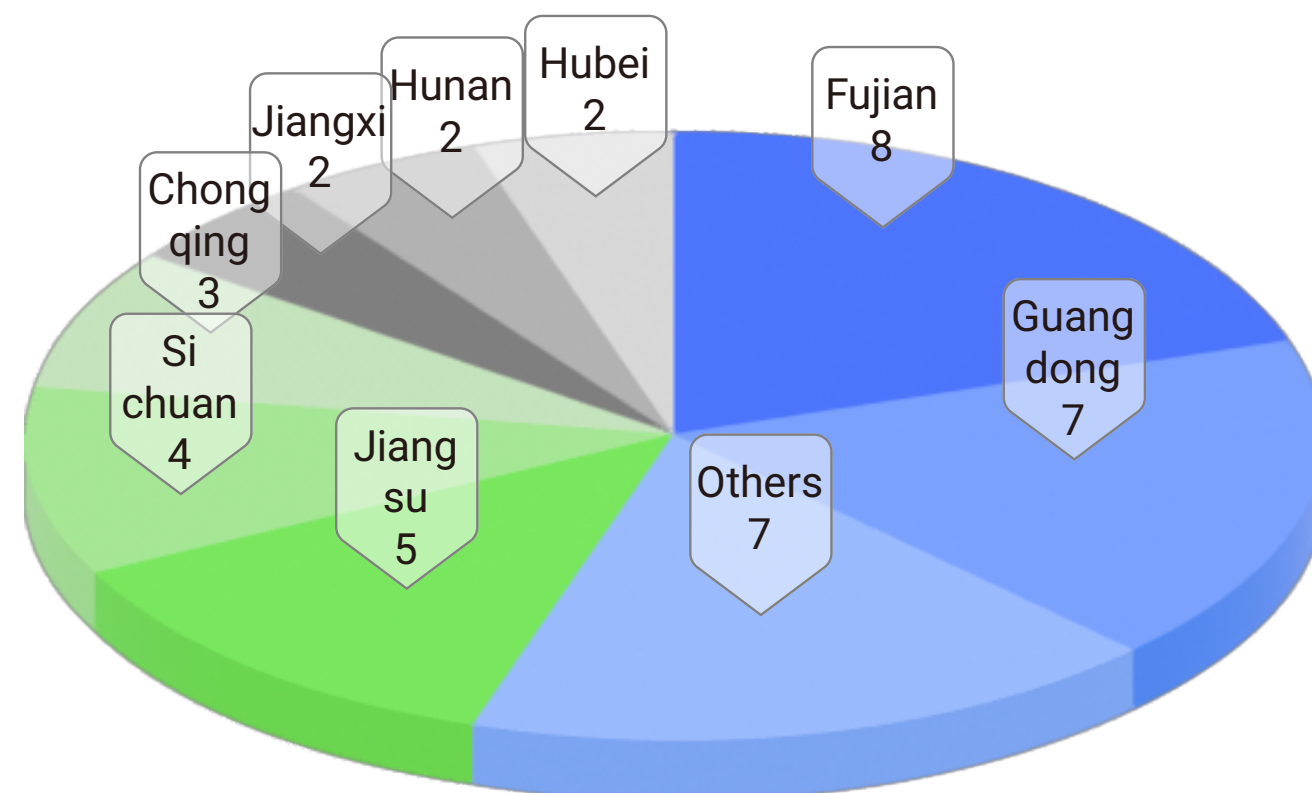 Hubei
2
Hunan
2
Jiangxi
2
Chong
qing
3
Si
chuan
4
Jiang
su
5
Others
7
Guang
dong
7
Fujian
8